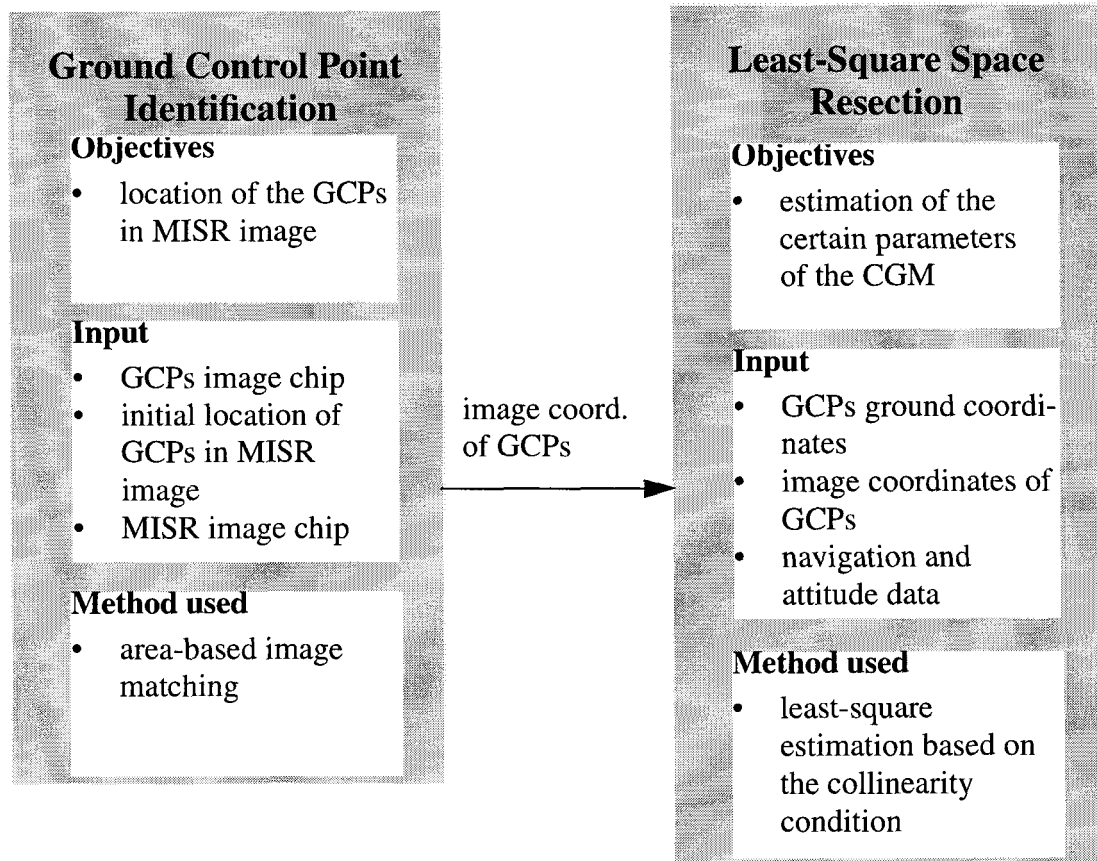 Ground Control Point
Identification
Objectives
• location of the GCPs
in MISR image
Input
• GCPs image chip
• initial location of
GCPs in MISR
image
• MISR image chip
Method used
• area-based image
matching
image coord.
of GCPs
Least-Square Space
Resection
Objectives
• estimation of the
certain parameters
of the CGM
Input
• GCPs ground coordi-
nates
• image coordinates of
GCPs
• navigation and
attitude data
Method used
• least-square
estimation based on
the collinearity
condition